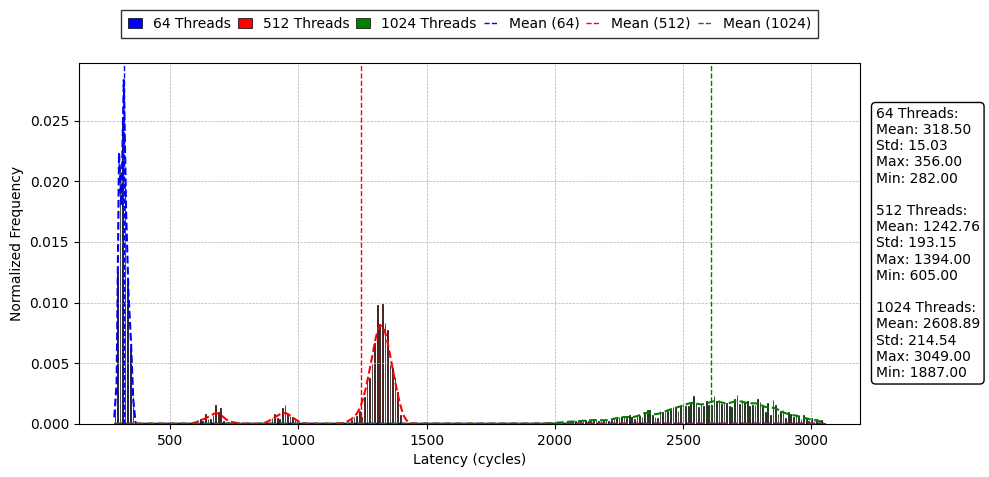 64 Threads 512 Threads 1024 Threads Mean (64) Mean (512) Mean (1024)
Normalized Frequency
0.025
0.020
0.015
0.010
0.005
0.000
500 1000 1500 2000 2500 3000
Latency (cycles)
64 Threads:
Mean: 318.50
Std: 15.03
Max: 356.00
Min: 282.00
512 Threads:
Mean: 1242.76
Std: 193.15
Max: 1394.00
Min: 605.00
1024 Threads:
Mean: 2608.89
Std: 214.54
Max: 3049.00
Min: 1887.00